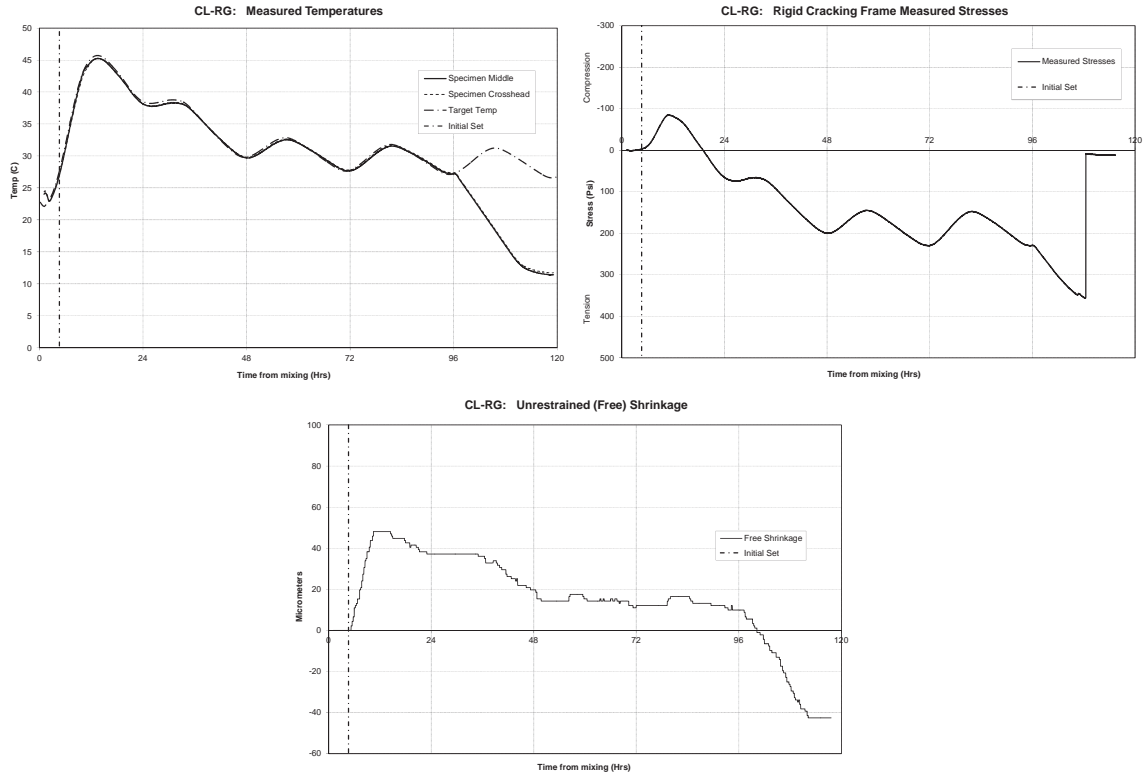 CL-RG: Measured Temperatures
50
45
40
35
30
25
20
15
10
5
0
Temp (C)
Specimen Middle
Specimen Crosshead
Target Temp
Initial Set
0 24 48 72 96 120
Time from mixing (Hrs)
CL-RG: Rigid Cracking Frame Measured Stresses
-300
-200
-100
0
100
200
300
400
500
Compression
Stress (Psi)
Tension
Measured Stresses
Initial Set
0 24 48 72 96 120
Time from mixing (Hrs)
CL-RG: Unrestrained (Free) Shrinkage
100
80
60
40
20
0
-20
-40
-60
Micrometers
Free Shrinkage
Initial Set
0 24 48 72 96 120
Time from mixing (Hrs)